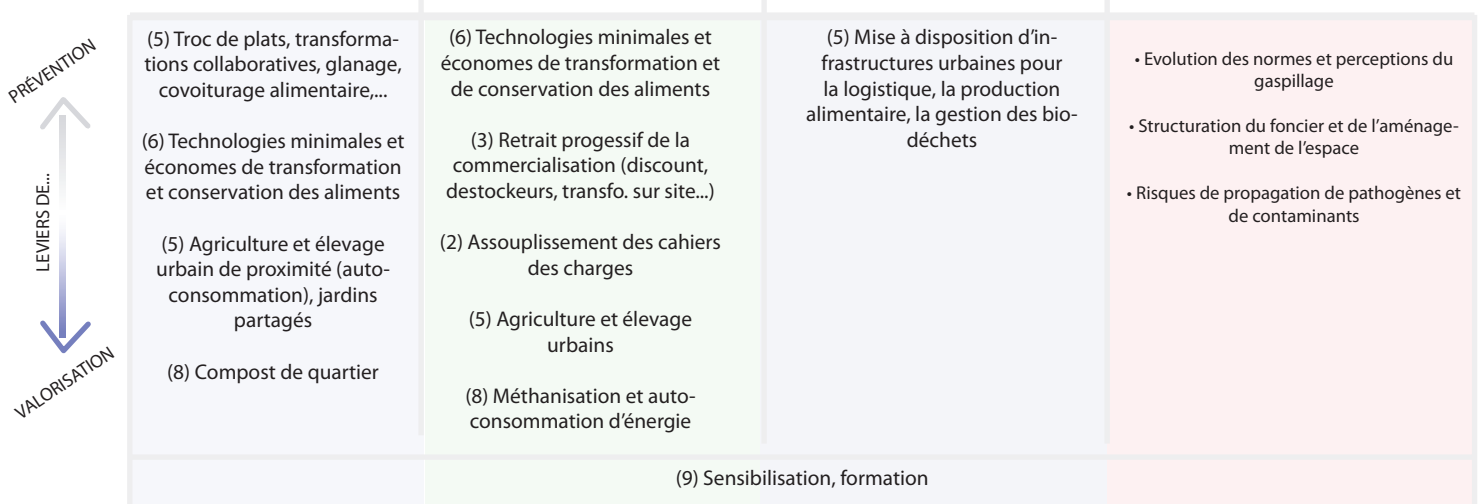 PRÉVENTION
LEVIERS DE...
VALORISATION
(5) Troc de plats, transforma-
tions collaboratives, glanage,
covoiturage alimentaire,...
(6) Technologies minimales et
économes de transformation
et conservation des aliments
(5) Agriculture et élevage
urbain de proximité (auto-
consommation), jardins
partagés
(8) Compost de quartier
(6) Technologies minimales et
économes de transformation et
de conservation des aliments
(3) Retrait progessif de la
commercialisation (discount,
destockeurs, transfo. sur site...)
(2) Assouplissement des cahiers
des charges
(5) Agriculture et élevage
urbains
(8) Méthanisation et auto-
consommation d'énergie
(5) Mise à disposition d'in-
frastructures urbaines pour
la logistique, la production
alimentaire, la gestion des bio-
déchets
• Evolution des normes et perceptions du
gaspillage
• Structuration du foncier et de l'aménage-
ment de l'espace
• Risques de propagation de pathogènes et
de contaminants
(9) Sensibilisation, formation